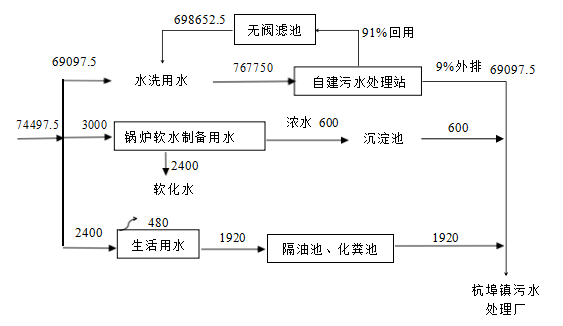 698652.5
无阀滤池
91%回用
69097.5
水洗用水
767750
自建污水处理站
9%外排
69097.5
74497.5
3000
锅炉软水制备用水
浓水 600
沉淀池
600
2400
软化水
480
2400
生活用水
1920
隔油池、化粪池
1920
杭埠镇污水
处理厂